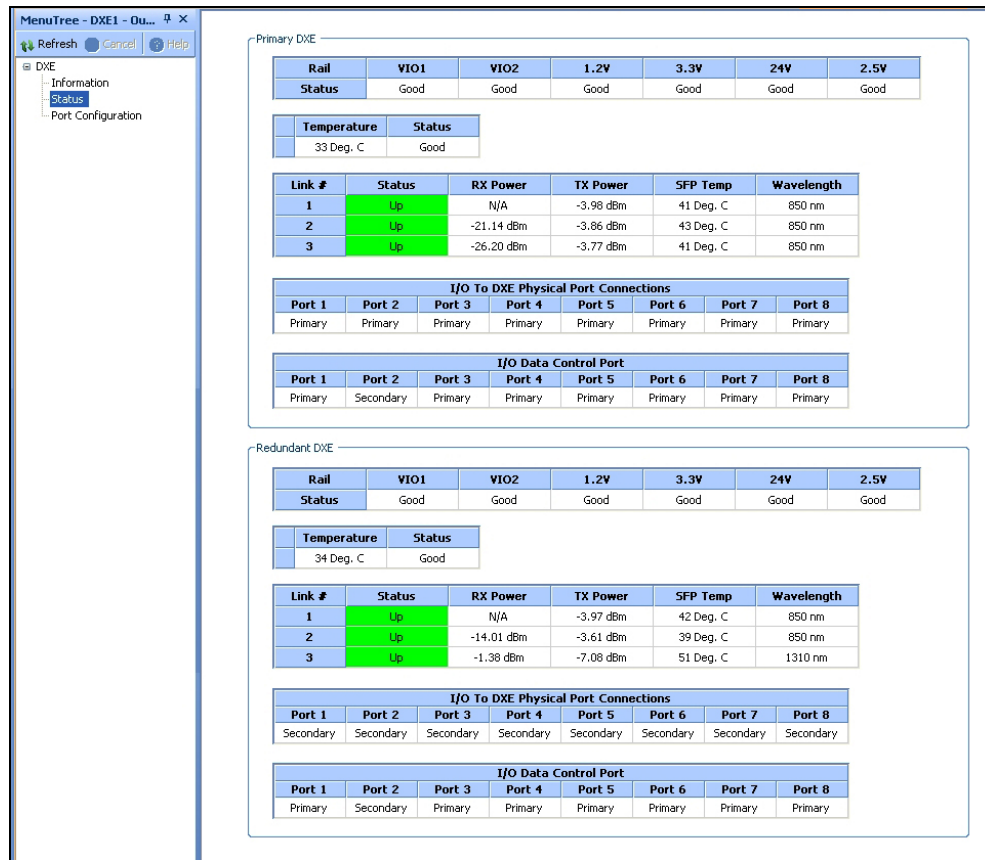 MenuTree - DXE1 - Ou...
Refresh Cancel Help
DXE
Information
Status
Port Configuration
Primary DXE
Rail VIO1 VIO2 1.2V 3.3V 24V 2.5V
Status Good Good Good Good Good Good
Temperature Status
33 Deg. C Good
Link # Status RX Power TX Power SFP Temp Wavelength
1 Up N/A -3.98 dBm 41 Deg. C 850 nm
2 Up -21.14 dBm -3.86 dBm 43 Deg. C 850 nm
3 Up -26.20 dBm -3.77 dBm 41 Deg. C 850 nm
I/O To DXE Physical Port Connections
Port 1 Port 2 Port 3 Port 4 Port 5 Port 6 Port 7 Port 8
Primary Primary Primary Primary Primary Primary Primary Primary
I/O Data Control Port
Port 1 Port 2 Port 3 Port 4 Port 5 Port 6 Port 7 Port 8
Primary Secondary Primary Primary Primary Primary Primary Primary
Redundant DXE
Rail VIO1 VIO2 1.2V 3.3V 24V 2.5V
Status Good Good Good Good Good Good
Temperature Status
34 Deg. C Good
Link # Status RX Power TX Power SFP Temp Wavelength
1 Up N/A -3.97 dBm 42 Deg. C 850 nm
2 Up -14.01 dBm -3.61 dBm 39 Deg. C 850 nm
3 Up -1.38 dBm -7.08 dBm 51 Deg. C 1310 nm
I/O To DXE Physical Port Connections
Port 1 Port 2 Port 3 Port 4 Port 5 Port 6 Port 7 Port 8
Secondary Secondary Secondary Secondary Secondary Secondary Secondary Secondary
I/O Data Control Port
Port 1 Port 2 Port 3 Port 4 Port 5 Port 6 Port 7 Port 8
Primary Secondary Primary Primary Primary Primary Primary Primary